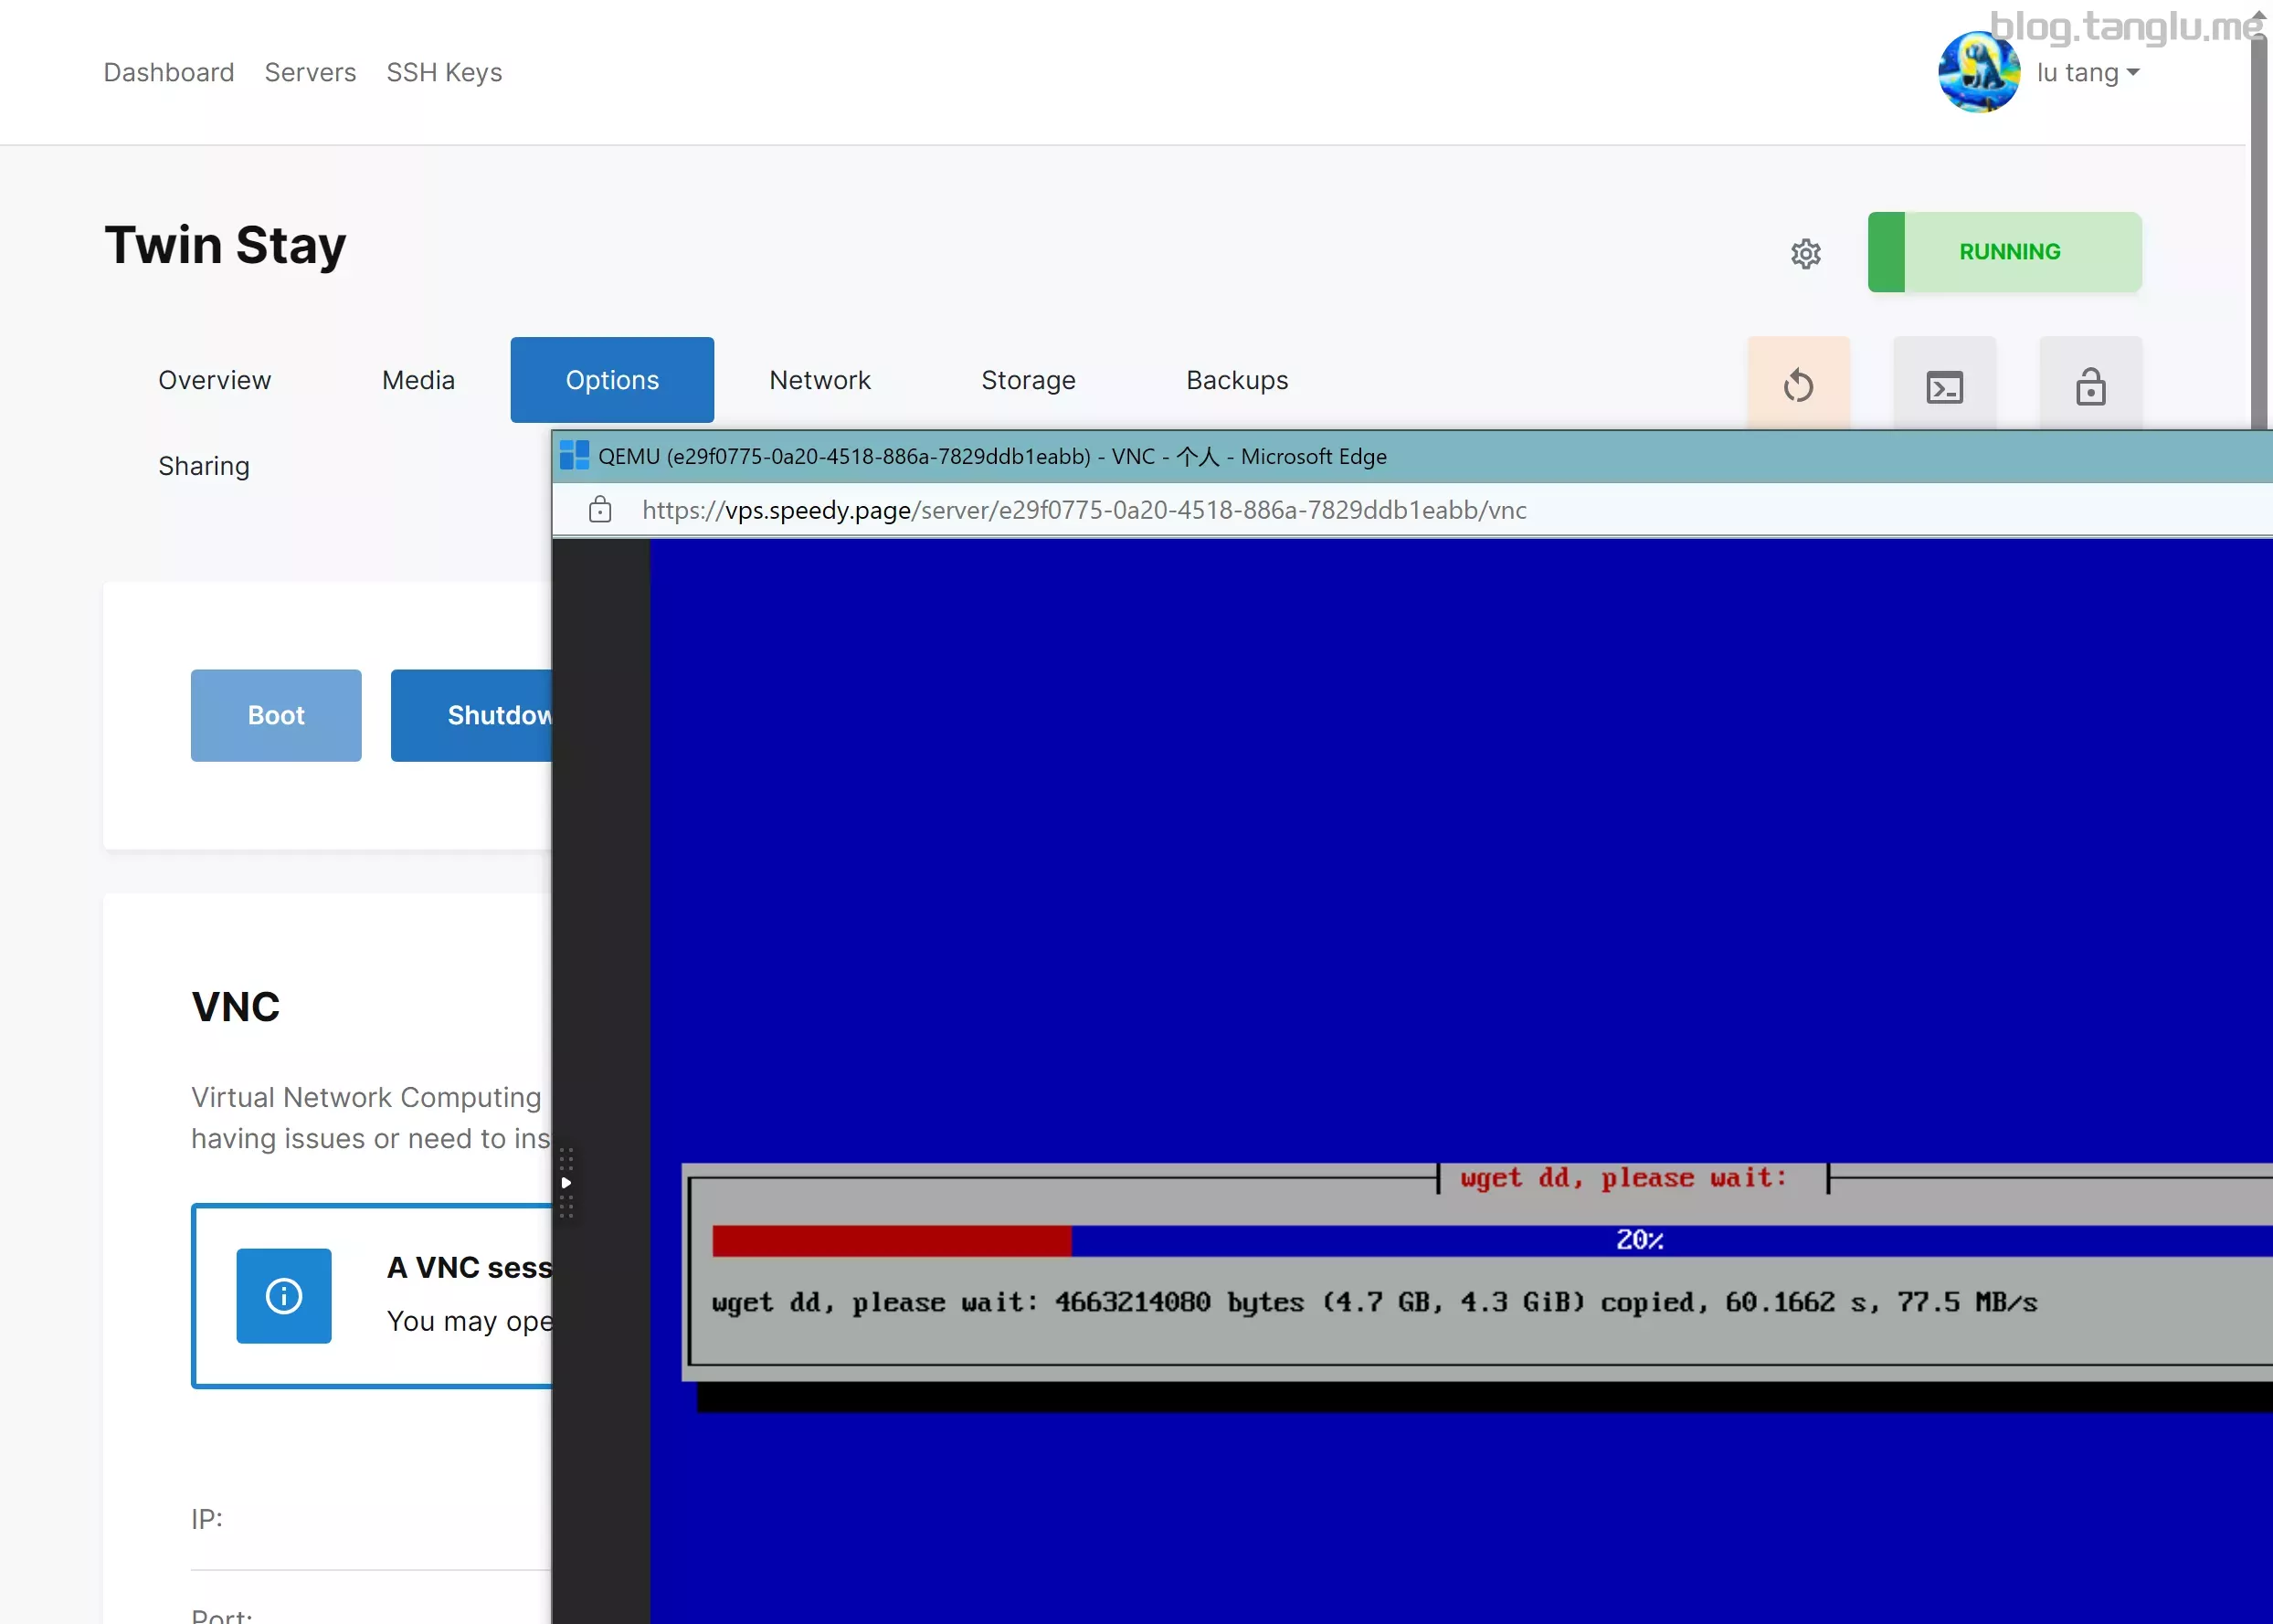 blog.tanglu.me
Dashboard Servers SSH Keys
lu tang
Twin Stay
RUNNING
Overview Media Options Network Storage Backups
Sharing
QEMU (e29f0775-0a20-4518-886a-7829ddb1eabb) - VNC - 个人 - Microsoft Edge
https://vps.speedy.page/server/e29f0775-0a20-4518-886a-7829ddb1eabb/vnc
Boot Shutdow
VNC
Virtual Network Computing
having issues or need to ins
A VNC sess
You may ope
wget dd, please wait:
20%
wget dd, please wait: 4663214080 bytes (4.7 GB, 4.3 GiB) copied, 60.1662 s, 77.5 MB/s
IP:
Port: